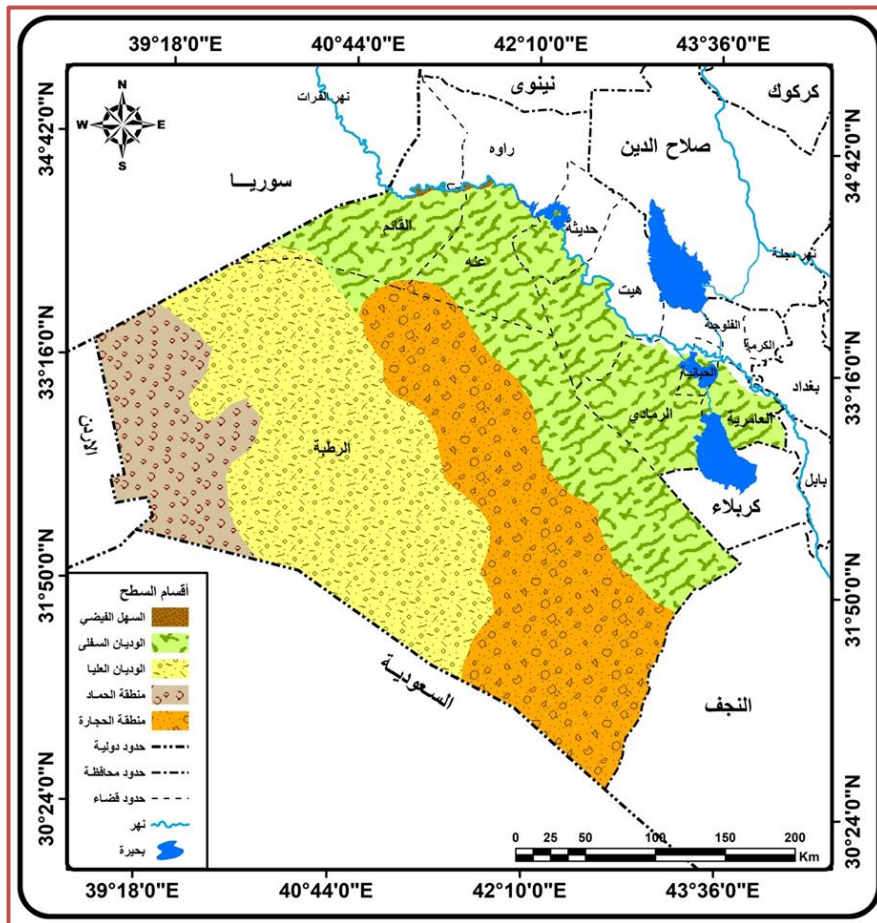 39°18'0"E 40°44'0"E 42°10'0"E 43°36'0"E
34°42'0"N
33°16'0"N
31°50'0"N
30°24'0"N
34°42'0"N
33°16'0"N
31°50'0"N
30°24'0"N
N
W E
S
نهر الفرات
نينوى
كركوك
راوه
صلاح الدين
سوريا
القائم
عنه
حديثه
نهر دجلة
هيت
الفلوجة
الكرمة
الحبانية
بغداد
الرمادي
العامرية
الرطبة
الاردن
بابل
كربلاء
النجف
السعودية
أقسام السطح
السهل الفيضي
الوديان السفلى
الوديان العليا
منطقة الحماد
منطقة الحجارة
حدود دولية
حدود محافظة
حدود قضاء
نهر
بحيرة
0 25 50 100 150 200
Km
39°18'0"E 40°44'0"E 42°10'0"E 43°36'0"E